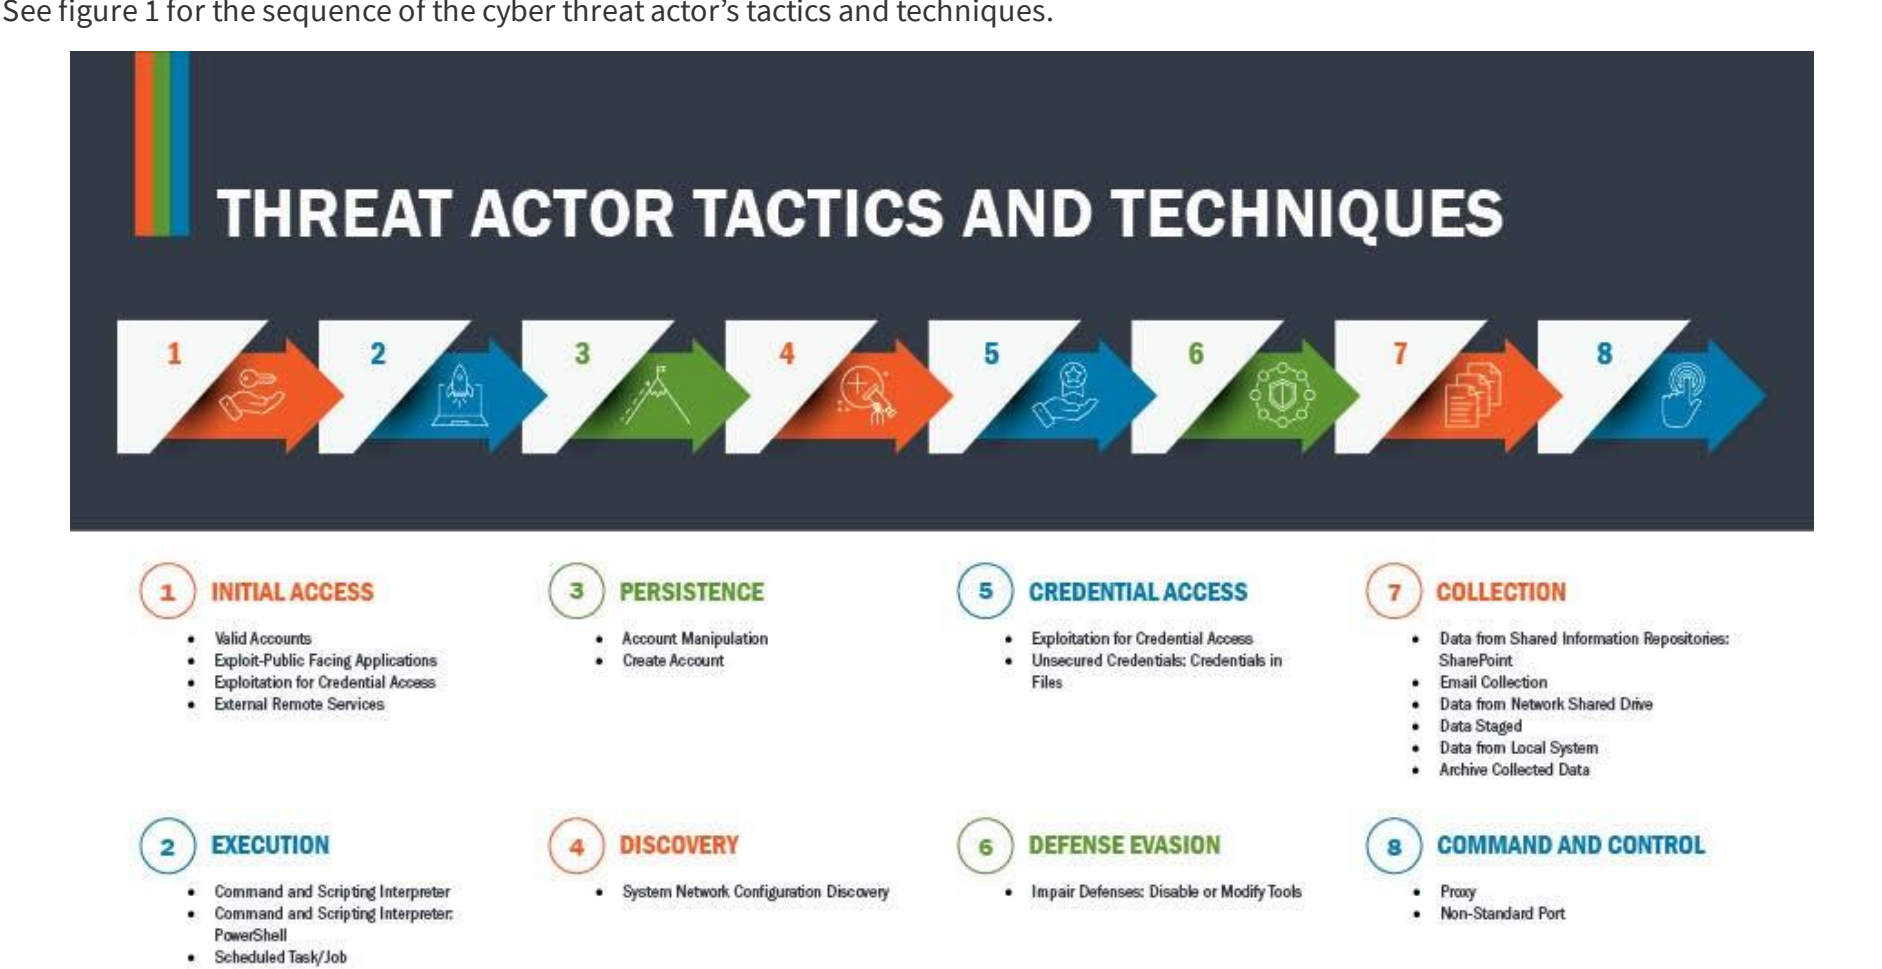 See figure 1 for the sequence of the cyber threat actor’s tactics and techniques.
THREAT ACTOR TACTICS AND TECHNIQUES
1 2 3 4 5 6 7 8
1 INITIAL ACCESS
• Valid Accounts
• Exploit-Public Facing Applications
• Exploitation for Credential Access
• External Remote Services
2 EXECUTION
• Command and Scripting Interpreter
• Command and Scripting Interpreter:
PowerShell
• Scheduled Task/Job
3 PERSISTENCE
• Account Manipulation
• Create Account
4 DISCOVERY
• System Network Configuration Discovery
5 CREDENTIAL ACCESS
• Exploitation for Credential Access
• Unsecured Credentials: Credentials in
Files
6 DEFENSE EVASION
• Impair Defenses: Disable or Modify Tools
7 COLLECTION
• Data from Shared Information Repositories:
SharePoint
• Email Collection
• Data from Network Shared Drive
• Data Staged
• Data from Local System
• Archive Collected Data
8 COMMAND AND CONTROL
• Proxy
• Non-Standard Port